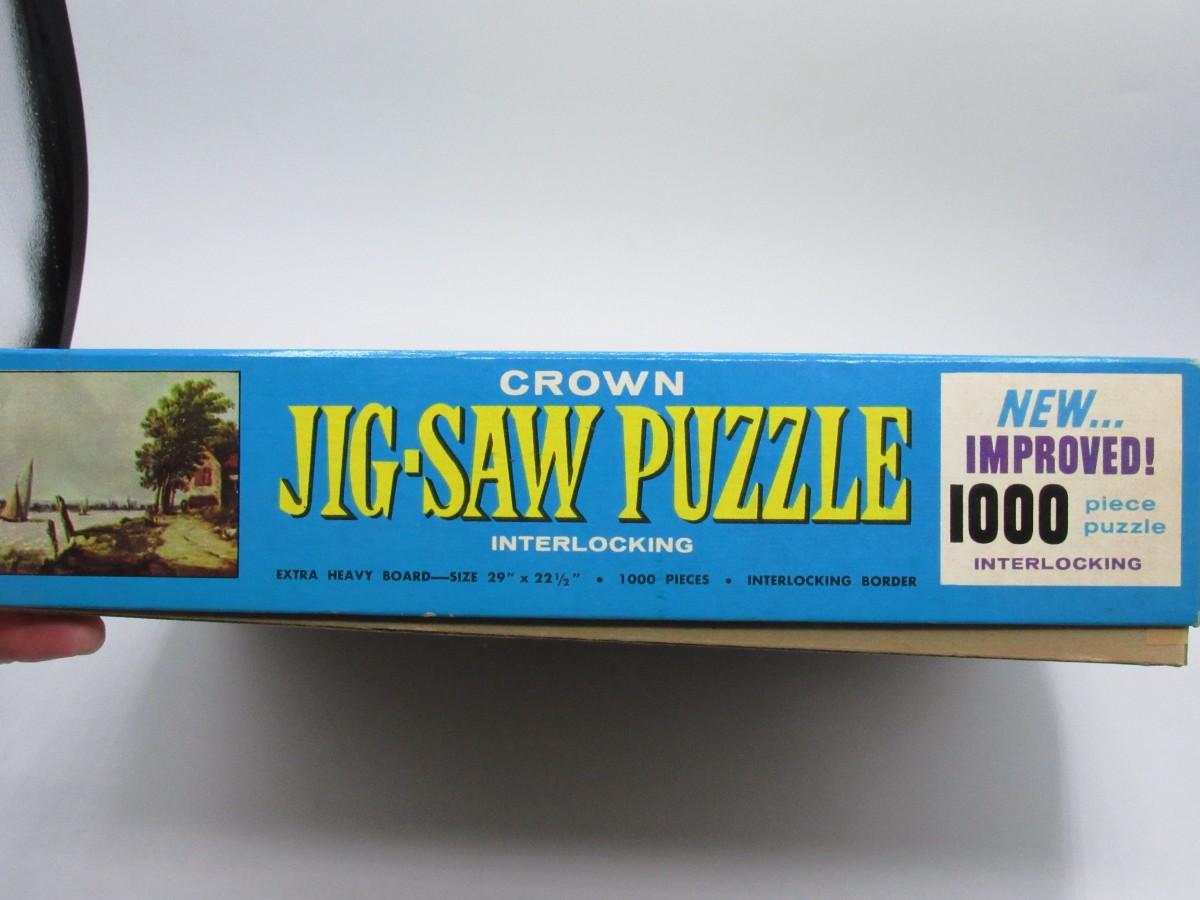 CROWN
JIG-SAW PUZZLE
INTERLOCKING
EXTRA HEAVY BOARD—SIZE 29" x 22½" • 1000 PIECES • INTERLOCKING BORDER
NEW...
IMPROVED!
1000 piece puzzle
INTERLOCKING